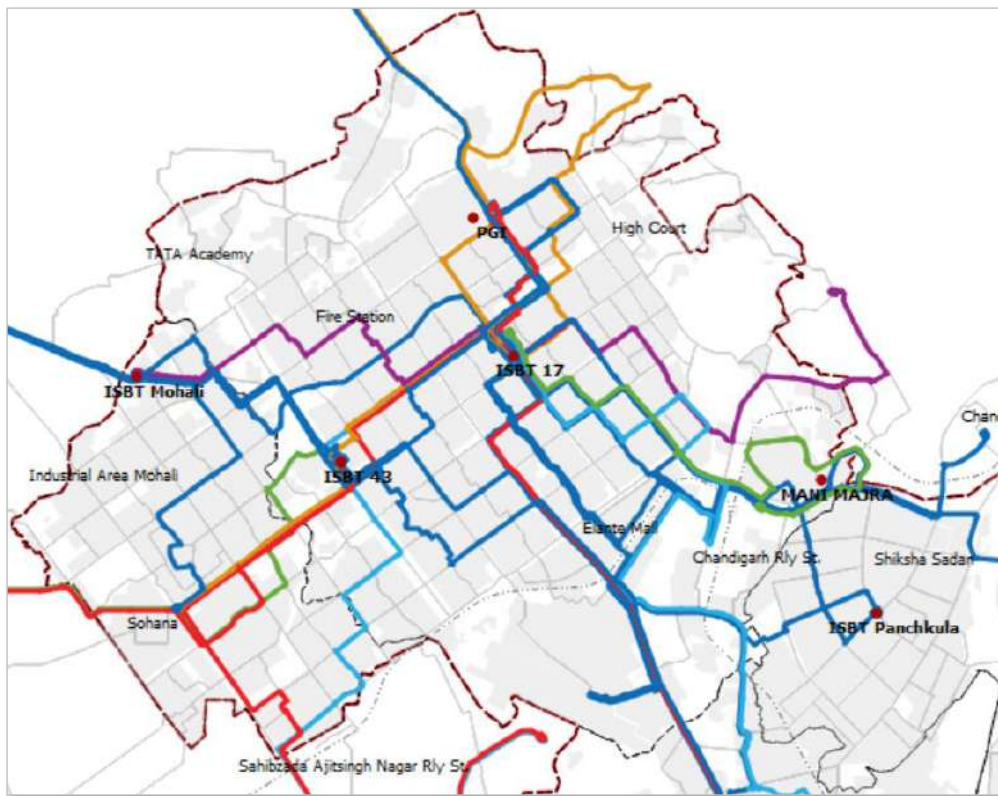 PGI
High Court
TATA Academy
Fire Station
ISBT 17
ISBT Mohali
Chan
Industrial Area Mohali
ISBT 43
MANI MAJRA
Elante Mall
Chandigarh Rly St.
Shiksha Sadan
Sohana
ISBT Panchkula
Sahibzada Ajitsingh Nagar Rly St.